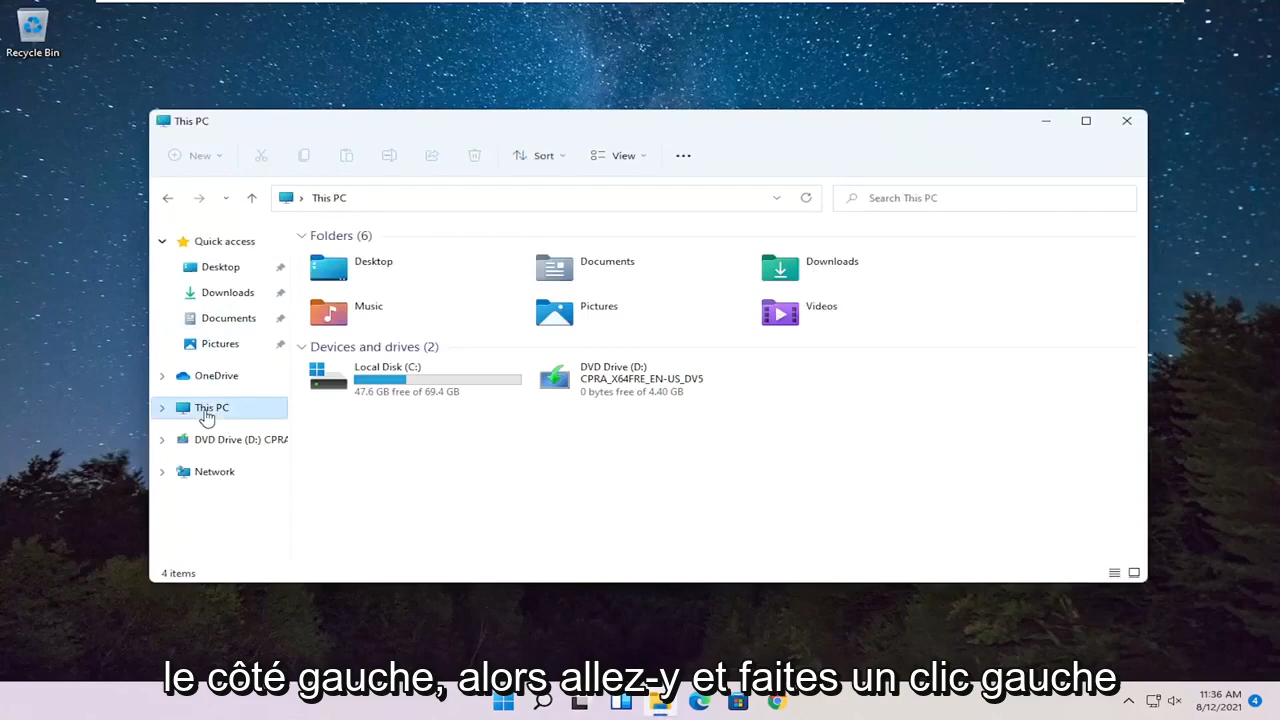 Recycle Bin
This PC
New
Sort
View
This PC
Search This PC
Quick access
Desktop
Downloads
Documents
Pictures
OneDrive
This PC
DVD Drive (D:) CPRA
Network
Folders (6)
Desktop
Documents
Downloads
Music
Pictures
Videos
Devices and drives (2)
Local Disk (C:)
47.6 GB free of 69.4 GB
DVD Drive (D:)
CPRA_X64FRE_EN-US_DV5
0 bytes free of 4.40 GB
4 items
le côté gauche, alors allez-y et faites un clic gauche
11:36 AM
8/12/2021
4